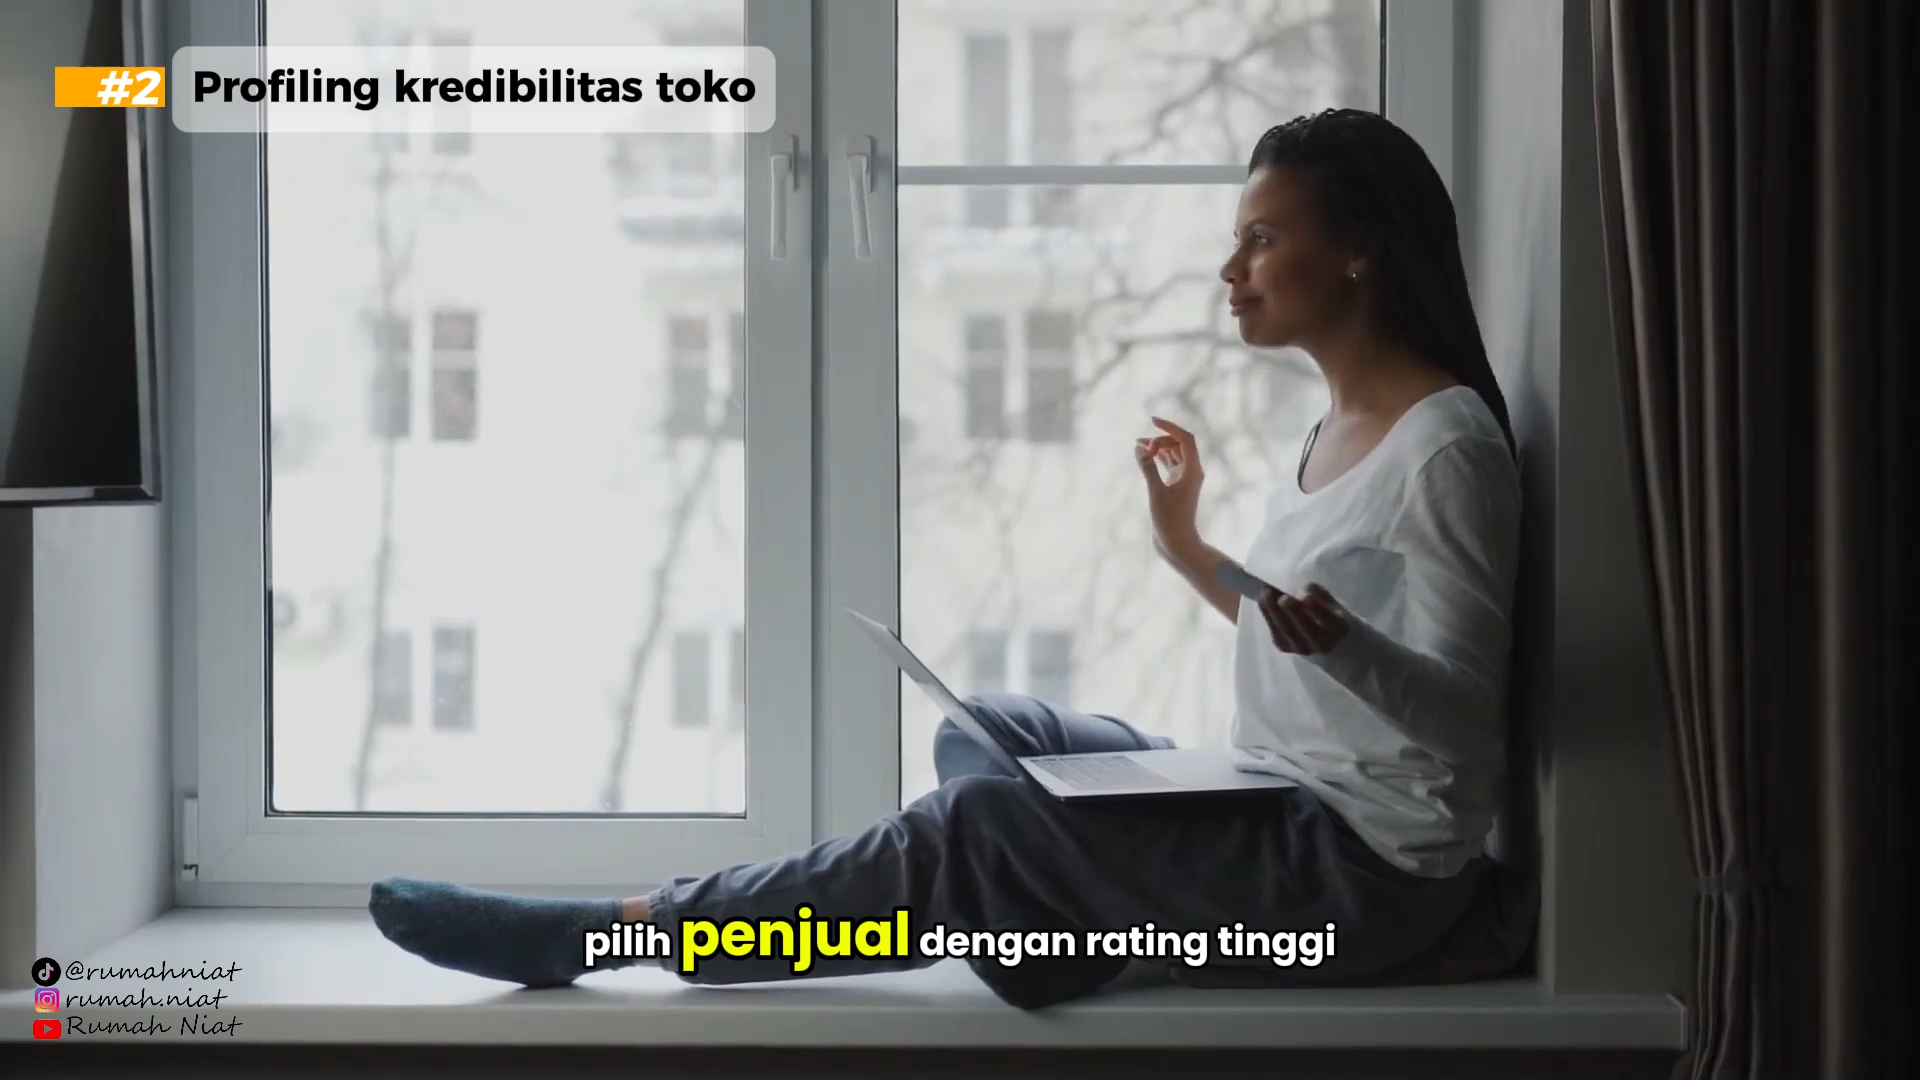 #2 Profiling kredibilitas toko
pilih penjual dengan rating tinggi
@rumahniat
rumah.niat
Rumah Niat